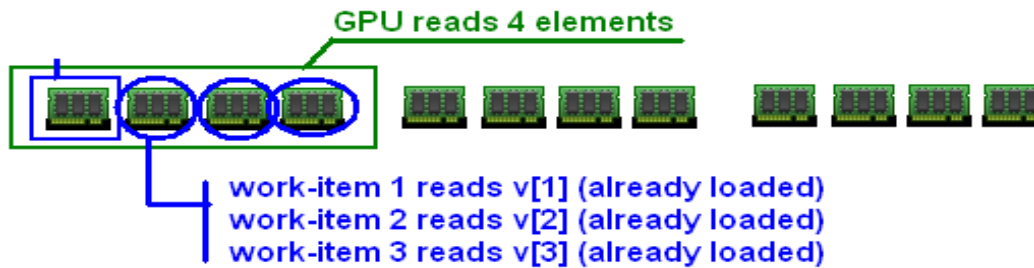 GPU reads 4 elements
work-item 1 reads v[1] (already loaded)
work-item 2 reads v[2] (already loaded)
work-item 3 reads v[3] (already loaded)